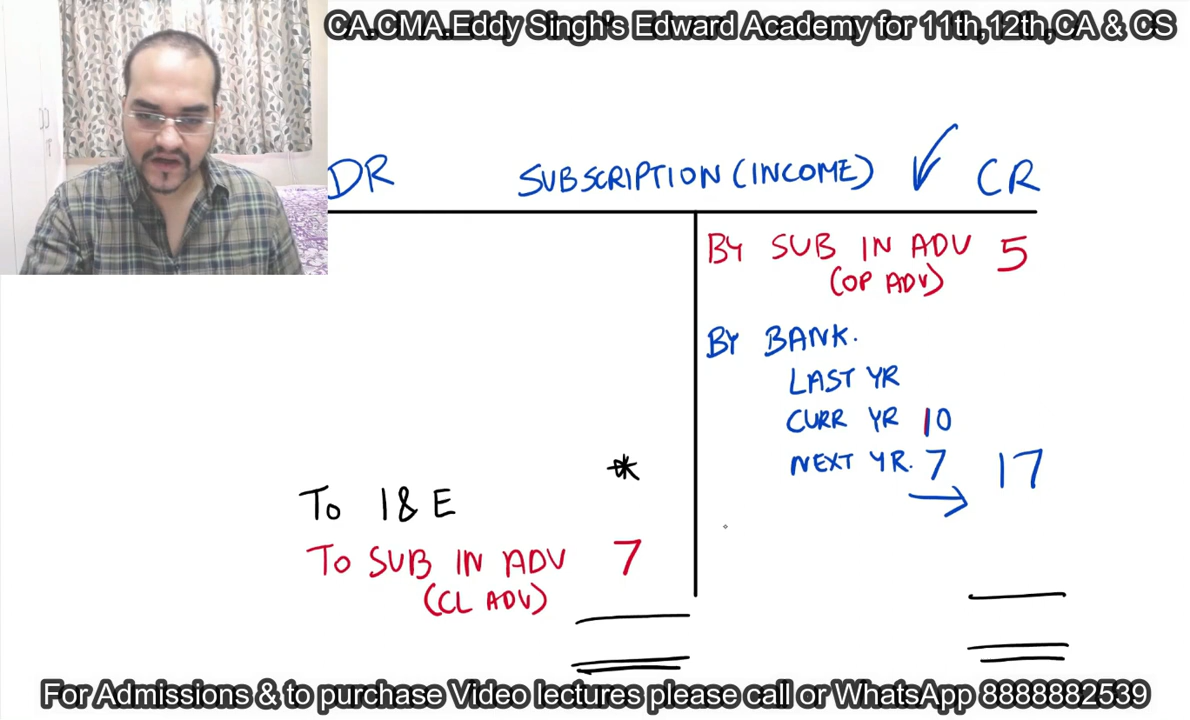 CA.CMA.Eddy Singh's Edward Academy for 11th,12th,CA & CS
DR SUBSCRIPTION (INCOME) CR
BY SUB IN ADV 5
(OP ADV)
BY BANK.
LAST YR
CURR YR 10
NEXT YR. 7 17
*
TO I & E
TO SUB IN ADV 7
(CL ADV)
For Admissions & to purchase Video lectures please call or WhatsApp 8888882539